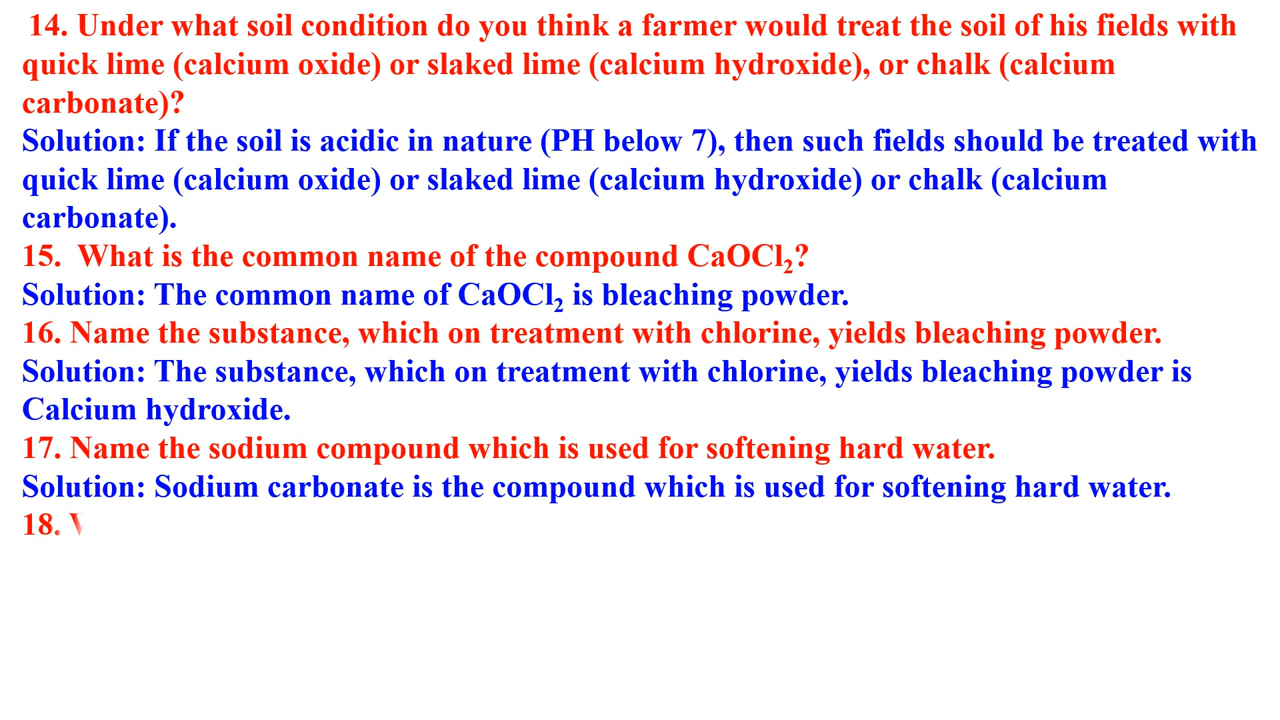 14. Under what soil condition do you think a farmer would treat the soil of his fields with
quick lime (calcium oxide) or slaked lime (calcium hydroxide), or chalk (calcium
carbonate)?
Solution: If the soil is acidic in nature (PH below 7), then such fields should be treated with
quick lime (calcium oxide) or slaked lime (calcium hydroxide) or chalk (calcium
carbonate).
15. What is the common name of the compound CaOCl₂?
Solution: The common name of CaOCl₂ is bleaching powder.
16. Name the substance, which on treatment with chlorine, yields bleaching powder.
Solution: The substance, which on treatment with chlorine, yields bleaching powder is
Calcium hydroxide.
17. Name the sodium compound which is used for softening hard water.
Solution: Sodium carbonate is the compound which is used for softening hard water.
18.